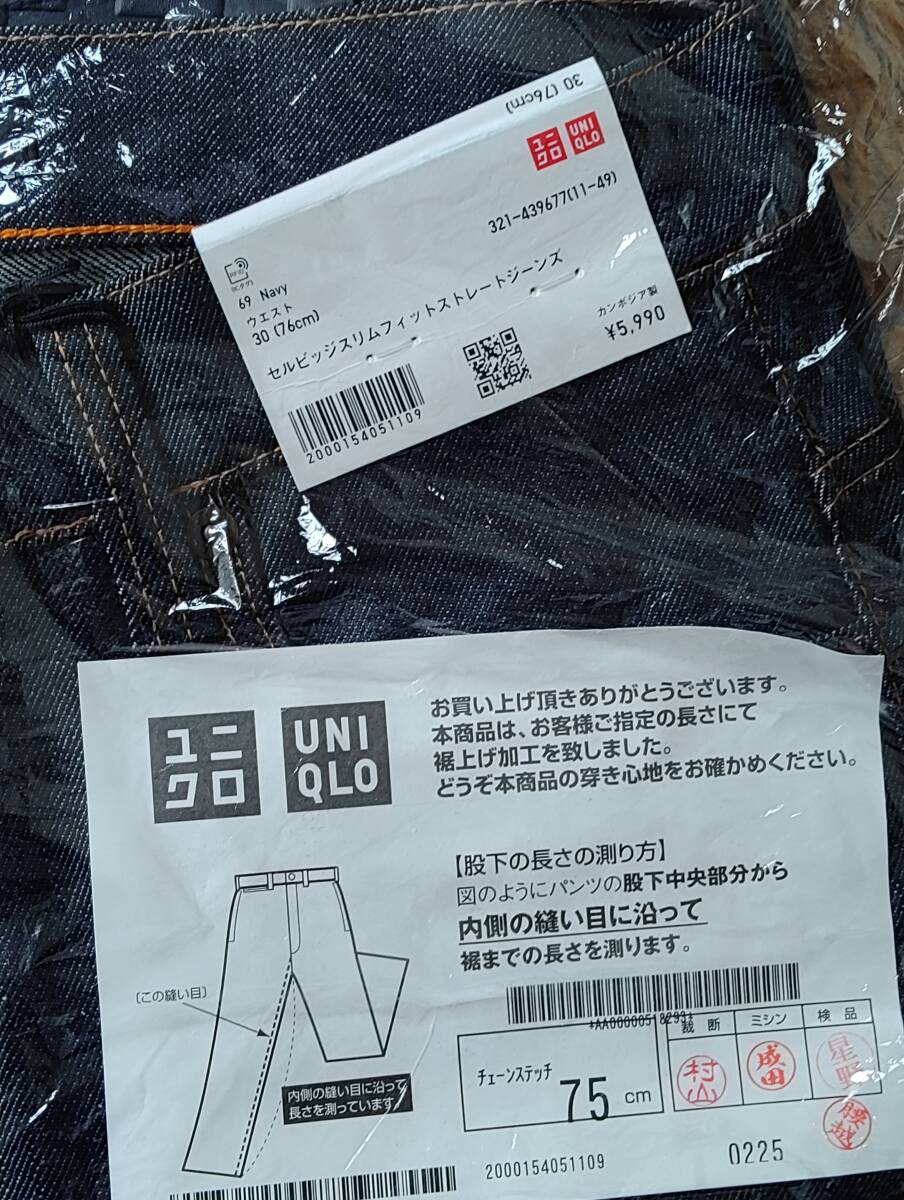 30 (76cm)
ユニクロ
UNIQLO
321-439677(11-49)
69 Navy
ウエスト
30 (76cm)
セルビッジスリムフィットストレートジーンズ
カンボジア製
¥5,990
2000154051109
ユニクロ
UNIQLO
お買い上げ頂きありがとうございます。
本商品は、お客様ご指定の長さにて
裾上げ加工を致しました。
どうぞ本商品の穿き心地をお確かめください。
【股下の長さの測り方】
図のようにパンツの股下中央部分から
内側の縫い目に沿って
裾までの長さを測ります。
〔この縫い目〕
内側の縫い目に沿って
長さを測っています。
*AA00000518293*
チェーンステッチ
75 cm
裁断 ミシン 検品
村山 成田 星野
腰越
2000154051109
0225